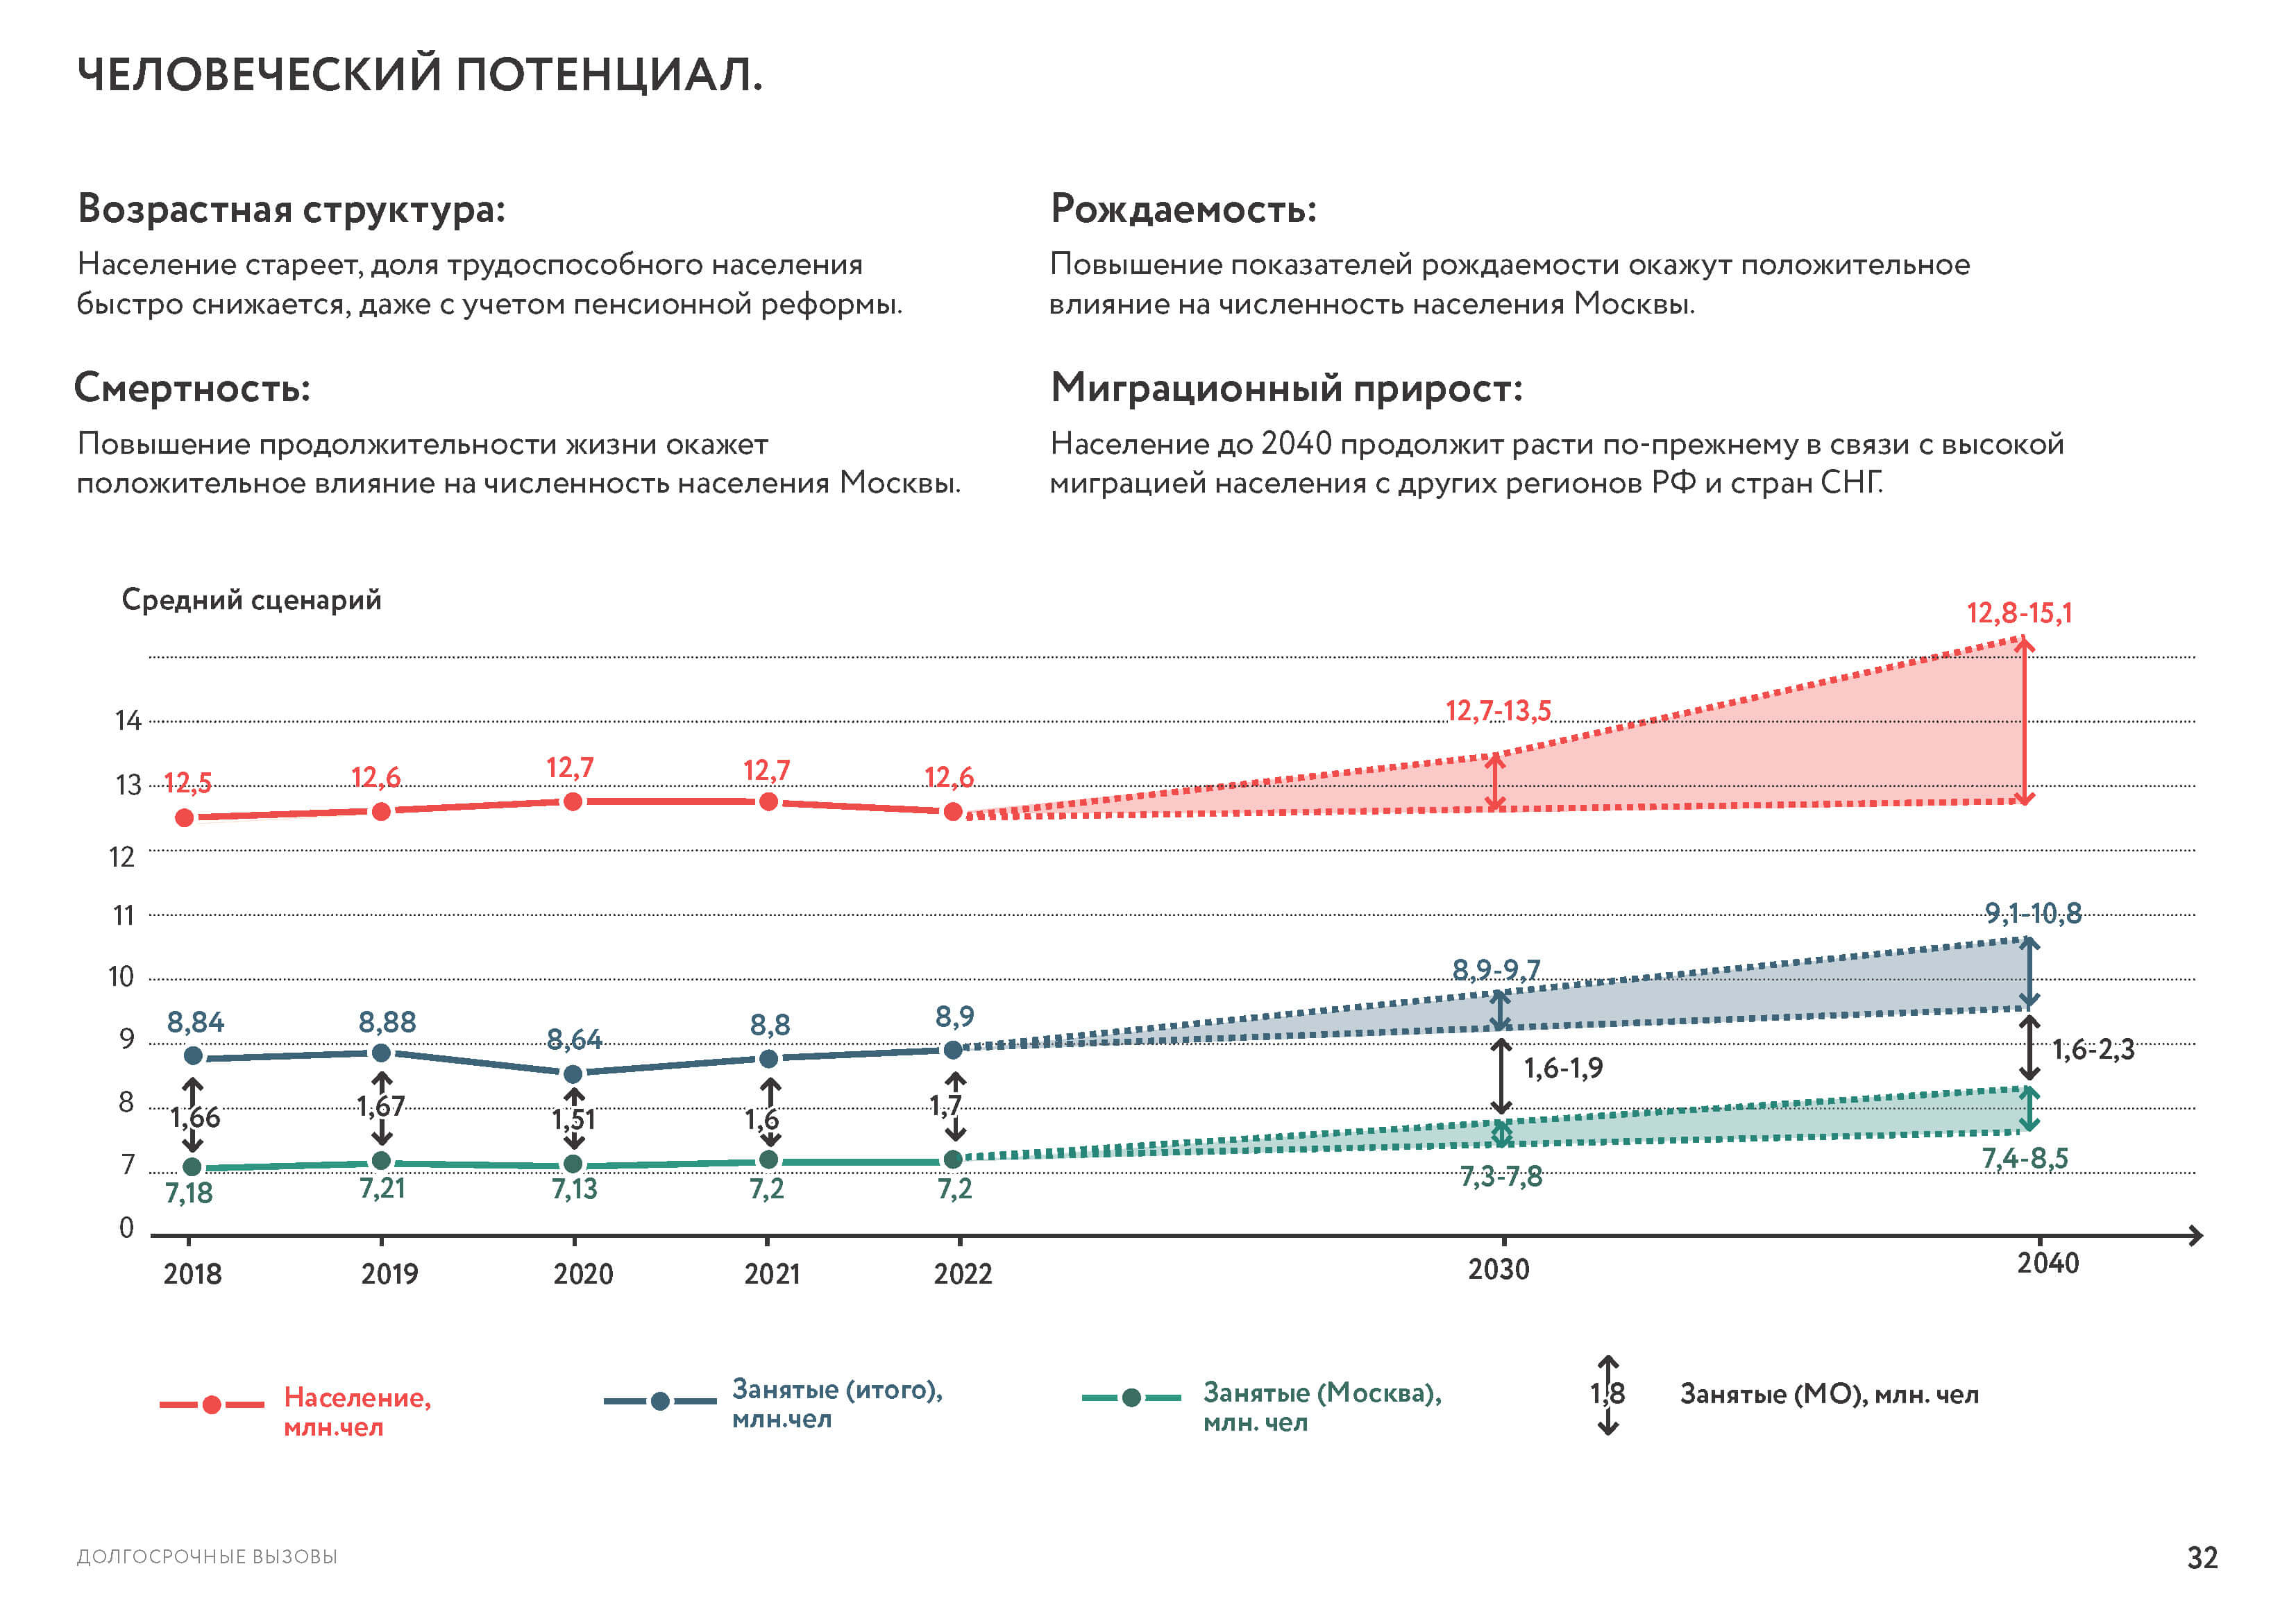 ЧЕЛОВЕЧЕСКИЙ ПОТЕНЦИАЛ.
Возрастная структура:
Население стареет, доля трудоспособного населения
быстро снижается, даже с учетом пенсионной реформы.
Смертность:
Повышение продолжительности жизни окажет
положительное влияние на численность населения Москвы.
Рождаемость:
Повышение показателей рождаемости окажут положительное
влияние на численность населения Москвы.
Миграционный прирост:
Население до 2040 продолжит расти по-прежнему в связи с высокой
миграцией населения с других регионов РФ и стран СНГ.
Средний сценарий
12,8-15,1
14
12,7-13,5
13
12,5
12,6
12,7
12,7
12,6
12
11
9,1-10,8
10
8,9-9,7
9
8,84
8,88
8,64
8,8
8,9
1,6-1,9
1,6-2,3
8
1,66
1,67
1,51
1,6
1,7
7
7,18
7,21
7,13
7,2
7,2
7,3-7,8
7,4-8,5
0
2018
2019
2020
2021
2022
2030
2040
Население,
млн.чел
Занятые (итого),
млн.чел
Занятые (Москва),
млн. чел
1,8
Занятые (МО), млн. чел
ДОЛГОСРОЧНЫЕ ВЫЗОВЫ
32